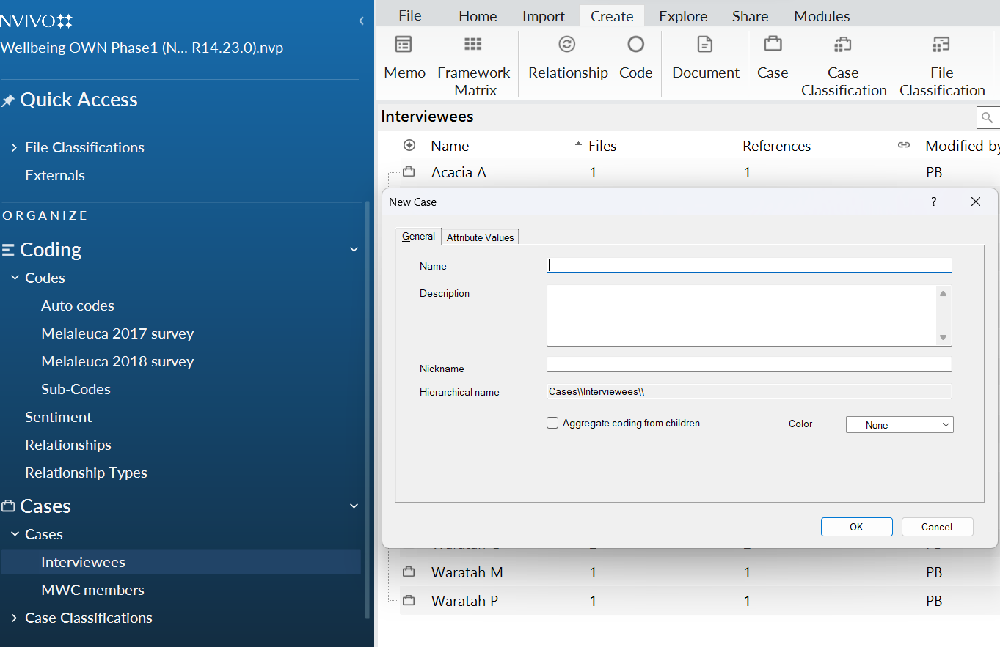 NVIVO
Wellbeing OWN Phase1 (N... R14.23.0).nvp
Quick Access
File Classifications
Externals
ORGANIZE
Coding
Codes
Auto codes
Melaleuca 2017 survey
Melaleuca 2018 survey
Sub-Codes
Sentiment
Relationships
Relationship Types
Cases
Cases
Interviewees
MWC members
Case Classifications
File Home Import Create Explore Share Modules
Memo Framework Matrix Relationship Code Document Case Case Classification File Classification
Interviewees
Name Files References Modified by
Acacia A 1 1 PB
New Case ?
General Attribute Values
Name
Description
Nickname
Hierarchical name Cases\\Interviewees\\
Aggregate coding from children Color None
OK Cancel
Waratah M 1 1 PB
Waratah P 1 1 PB